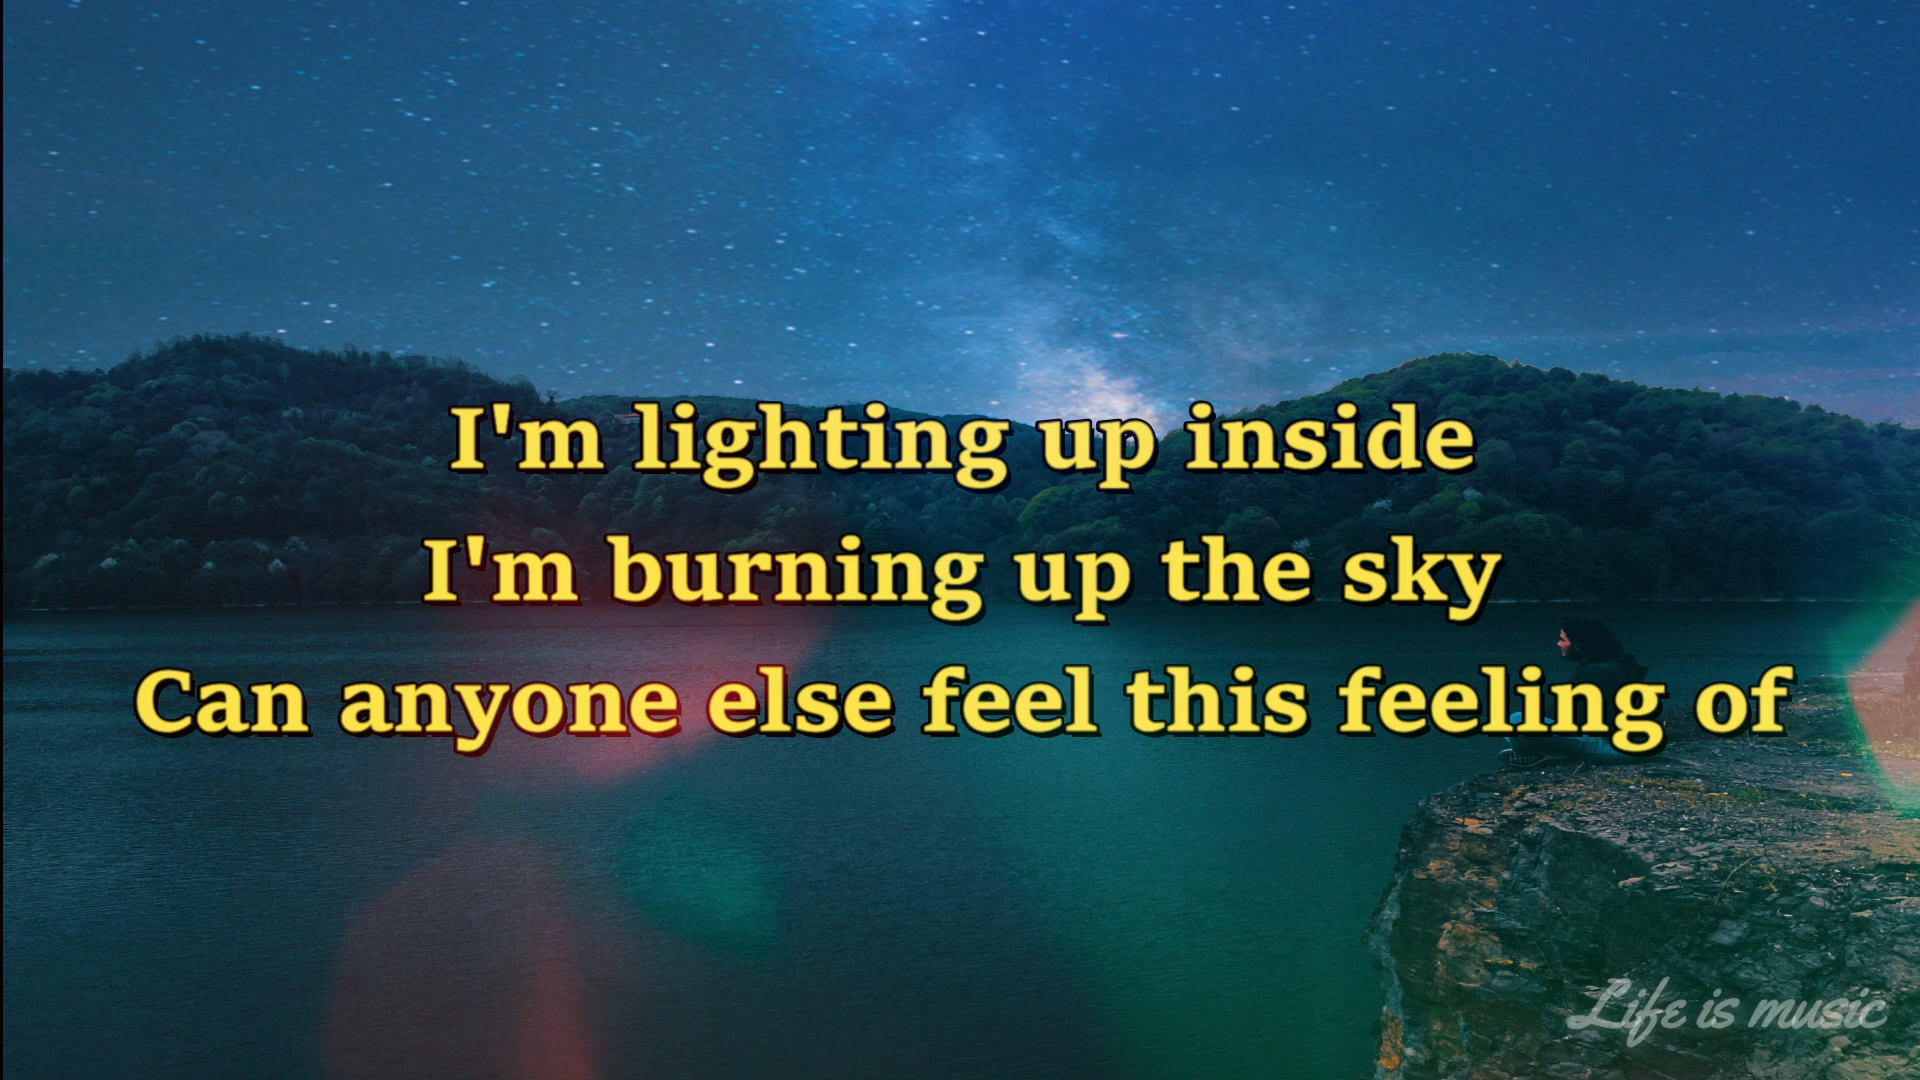 I'm lighting up inside
I'm burning up the sky
Can anyone else feel this feeling of
Life is music